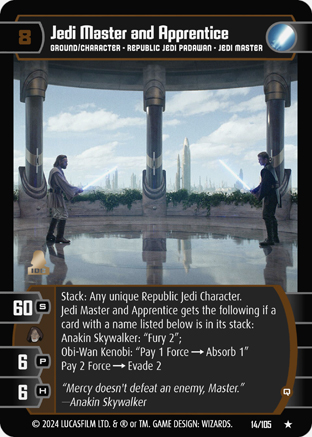 8
Jedi Master and Apprentice
GROUND/CHARACTER • REPUBLIC JEDI PADAWAN • JEDI MASTER
60 S
6 P
6 H
Stack: Any unique Republic Jedi Character.
Jedi Master and Apprentice gets the following if a
card with a name listed below is in its stack:
Anakin Skywalker: “Fury 2”;
Obi-Wan Kenobi: “Pay 1 Force → Absorb 1”
Pay 2 Force → Evade 2
“Mercy doesn't defeat an enemy, Master.”
—Anakin Skywalker
© 2024 LUCASFILM LTD. & ® or TM. GAME DESIGN: WIZARDS.
14/105 ★